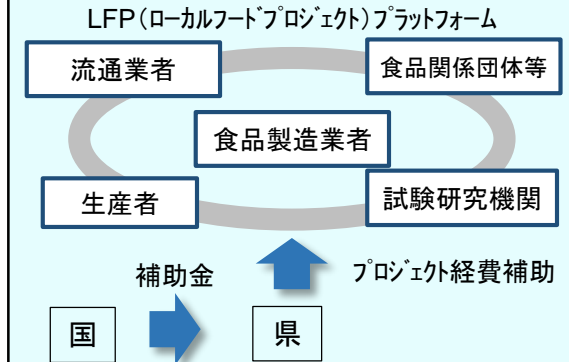 LFP（ローカルフードプロジェクト）プラットフォーム
流通業者
食品関係団体等
食品製造業者
生産者
試験研究機関
補助金
プロジェクト経費補助
国
県